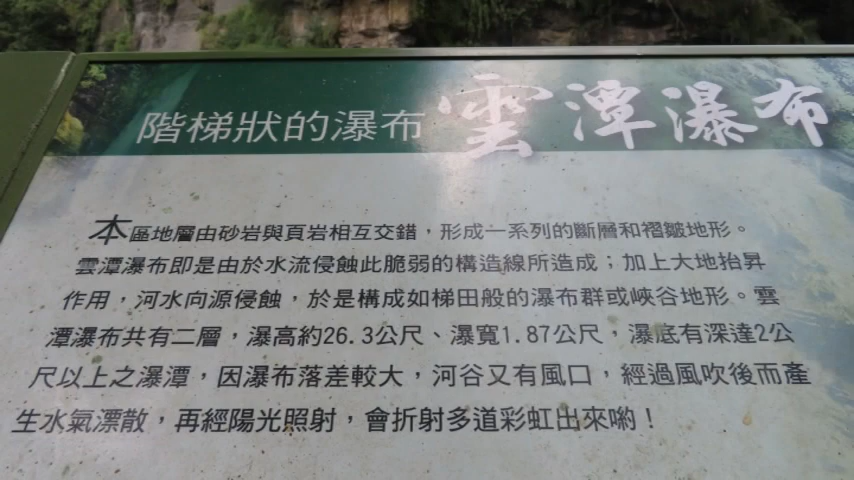 階梯狀的瀑布 雲潭瀑布
本區地層由砂岩與頁岩相互交錯，形成一系列的斷層和褶皺地形。
雲潭瀑布即是由於水流侵蝕此脆弱的構造線所造成；加上大地抬昇
作用，河水向源侵蝕，於是構成如梯田般的瀑布群或峽谷地形。雲
潭瀑布共有二層，瀑高約26.3公尺、瀑寬1.87公尺，瀑底有深達2公
尺以上之瀑潭，因瀑布落差較大，河谷又有風口，經過風吹後而產
生水氣漂散，再經陽光照射，會折射多道彩虹出來喲！